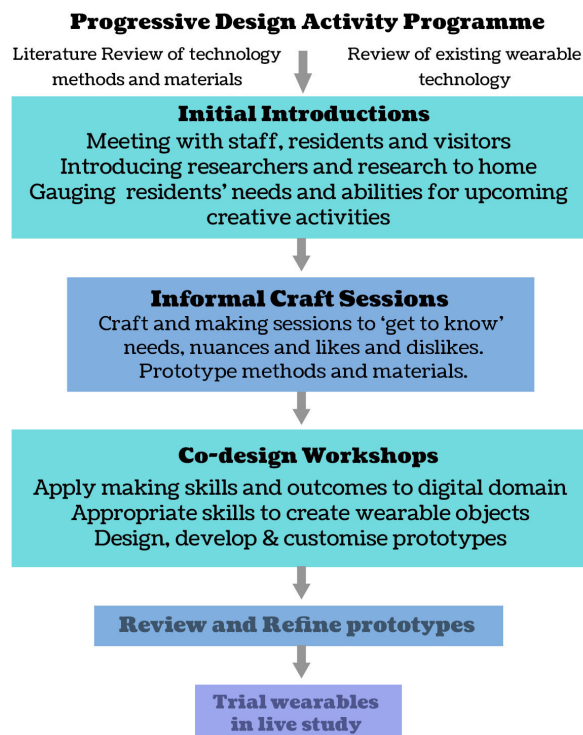 Progressive Design Activity Programme
Literature Review of technology
methods and materials
Review of existing wearable
technology
Initial Introductions
Meeting with staff, residents and visitors
Introducing researchers and research to home
Gauging residents’ needs and abilities for upcoming
creative activities
Informal Craft Sessions
Craft and making sessions to ‘get to know’
needs, nuances and likes and dislikes.
Prototype methods and materials.
Co-design Workshops
Apply making skills and outcomes to digital domain
Appropriate skills to create wearable objects
Design, develop & customise prototypes
Review and Refine prototypes
Trial wearables
in live study